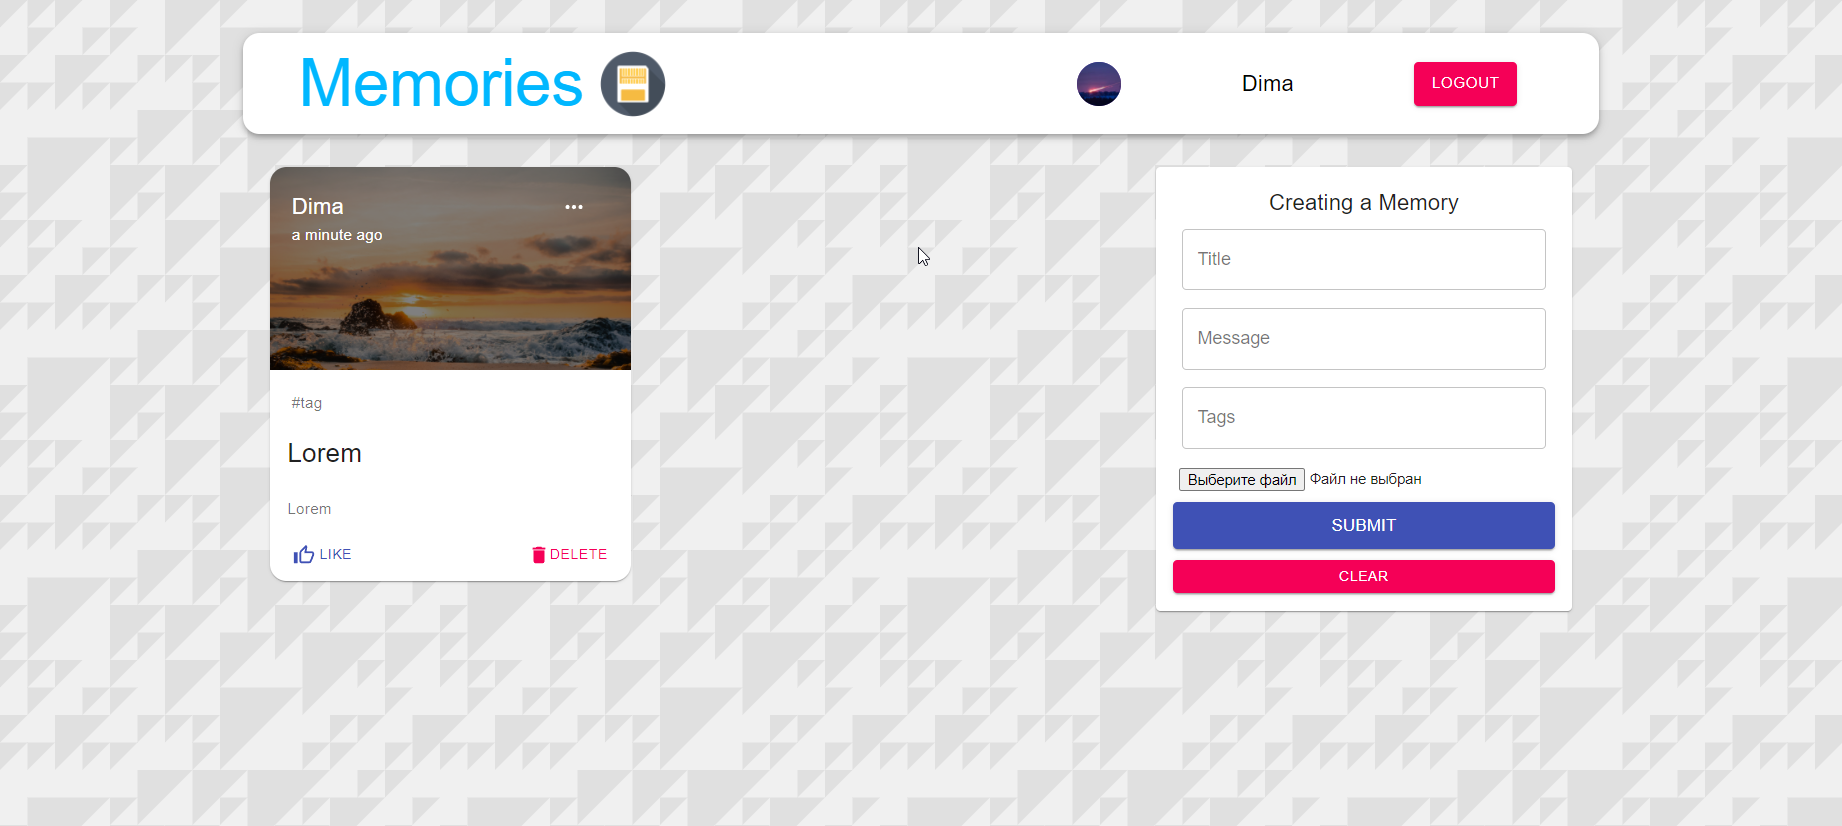 Memories
Dima
LOGOUT
Dima
a minute ago
#tag
Lorem
Lorem
LIKE
DELETE
Creating a Memory
Title
Message
Tags
Выберите файл Файл не выбран
SUBMIT
CLEAR